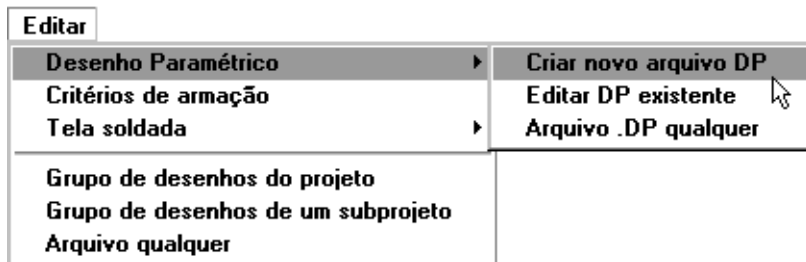 Editar
Desenho Paramétrico
Criar novo arquivo DP
Critérios de armação
Editar DP existente
Tela soldada
Arquivo .DP qualquer
Grupo de desenhos do projeto
Grupo de desenhos de um subprojeto
Arquivo qualquer